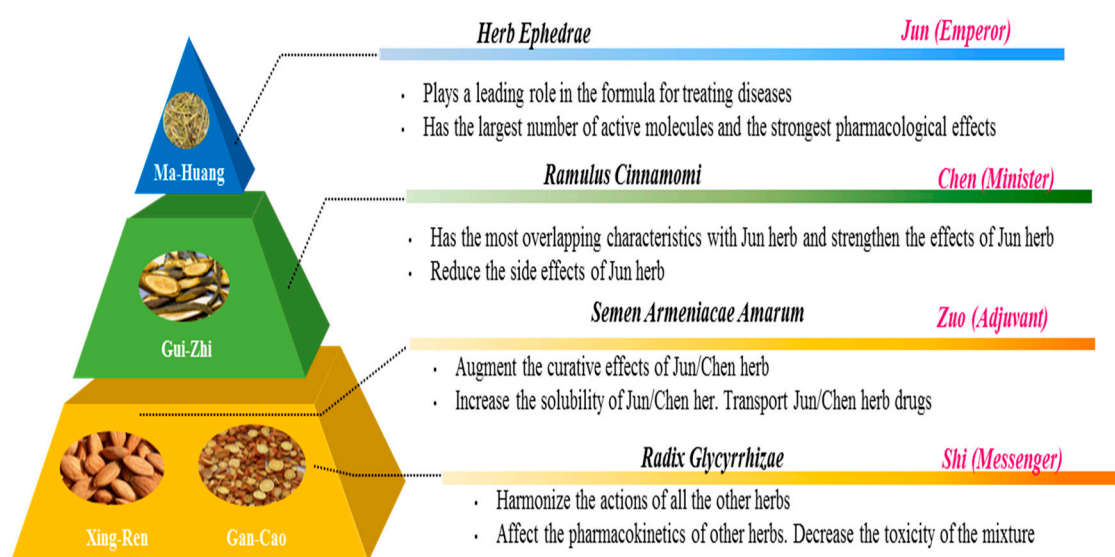 Herb Ephedrae
Jun (Emperor)
• Plays a leading role in the formula for treating diseases
• Has the largest number of active molecules and the strongest pharmacological effects
Ma-Huang
Ramulus Cinnamomi
Chen (Minister)
• Has the most overlapping characteristics with Jun herb and strengthen the effects of Jun herb
• Reduce the side effects of Jun herb
Gui-Zhi
Semen Armeniacae Amarum
Zuo (Adjuvant)
• Augment the curative effects of Jun/Chen herb
• Increase the solubility of Jun/Chen her. Transport Jun/Chen herb drugs
Radix Glycyrrhizae
Shi (Messenger)
• Harmonize the actions of all the other herbs
• Affect the pharmacokinetics of other herbs. Decrease the toxicity of the mixture
Xing-Ren
Gan-Cao